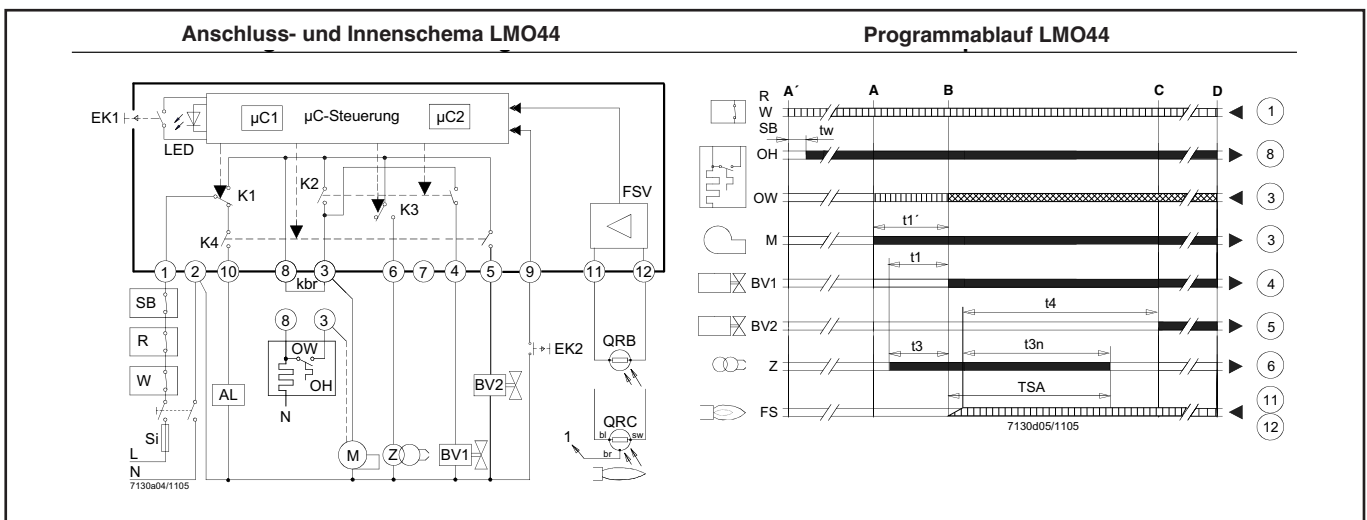 Anschluss- und Innenschema LMO44
EK1
LED
µC1
µC-Steuerung
µC2
K1
K2
K3
K4
FSV
1 2 10 8 3 6 7 4 5 9 11 12
kbr
SB
R
W
Si
L
N
AL
8 3
OW
OH
N
M
Z
BV1
BV2
EK2
QRB
QRC
bl sw
br
1
7130a04/1105
Programmablauf LMO44
A´ A B C D
R
W
SB
1
tw
OH
8
OW
3
t1´
M
3
t1
BV1
4
t4
BV2
5
t3
t3n
Z
6
TSA
FS
11
12
7130d05/1105